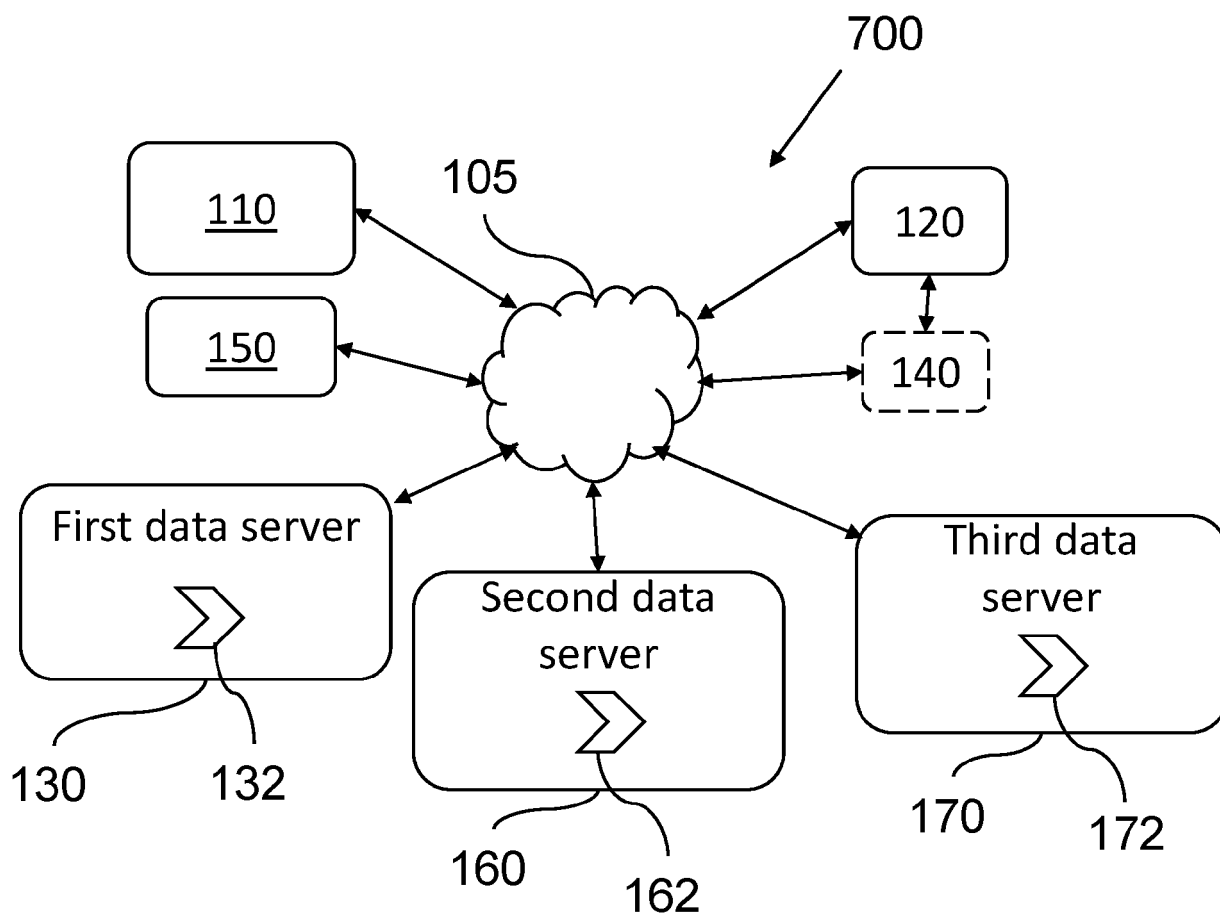 700
105
110
120
150
140
First data server
Third data
server
Second data
server
130
132
170
172
160
162